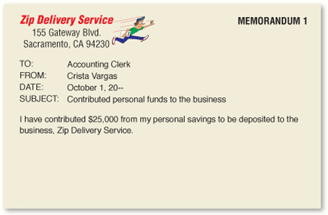 Zip Delivery Service
MEMORANDUM 1
155 Gateway Blvd.
Sacramento, CA 94230
TO: Accounting Clerk
FROM: Crista Vargas
DATE: October 1, 20--
SUBJECT: Contributed personal funds to the business
I have contributed $25,000 from my personal savings to be deposited to the
business, Zip Delivery Service.